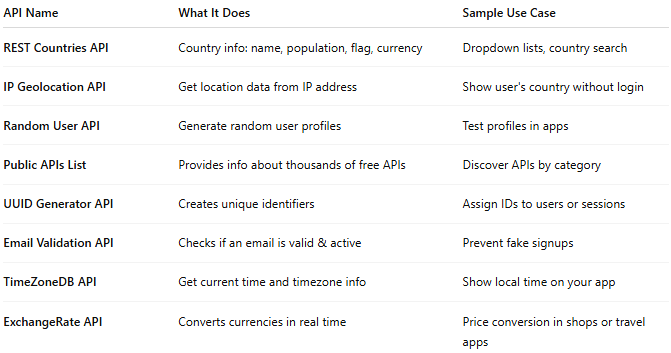 API Name What It Does Sample Use Case
REST Countries API Country info: name, population, flag, currency Dropdown lists, country search
IP Geolocation API Get location data from IP address Show user's country without login
Random User API Generate random user profiles Test profiles in apps
Public APIs List Provides info about thousands of free APIs Discover APIs by category
UUID Generator API Creates unique identifiers Assign IDs to users or sessions
Email Validation API Checks if an email is valid & active Prevent fake signups
TimeZoneDB API Get current time and timezone info Show local time on your app
ExchangeRate API Converts currencies in real time Price conversion in shops or travel
apps